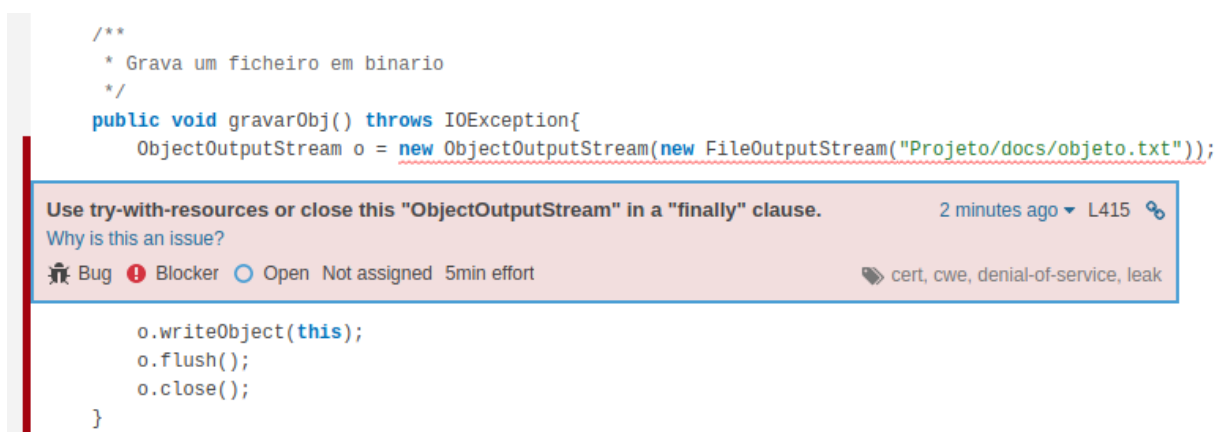 /**
* Grava um ficheiro em binario
*/
public void gravarObj() throws IOException{
ObjectOutputStream o = new ObjectOutputStream(new FileOutputStream("Projeto/docs/objeto.txt"));
Use try-with-resources or close this "ObjectOutputStream" in a "finally" clause. 2 minutes ago L415
Why is this an issue?
Bug Blocker Open Not assigned 5min effort cert, cwe, denial-of-service, leak
o.writeObject(this);
o.flush();
o.close();
}